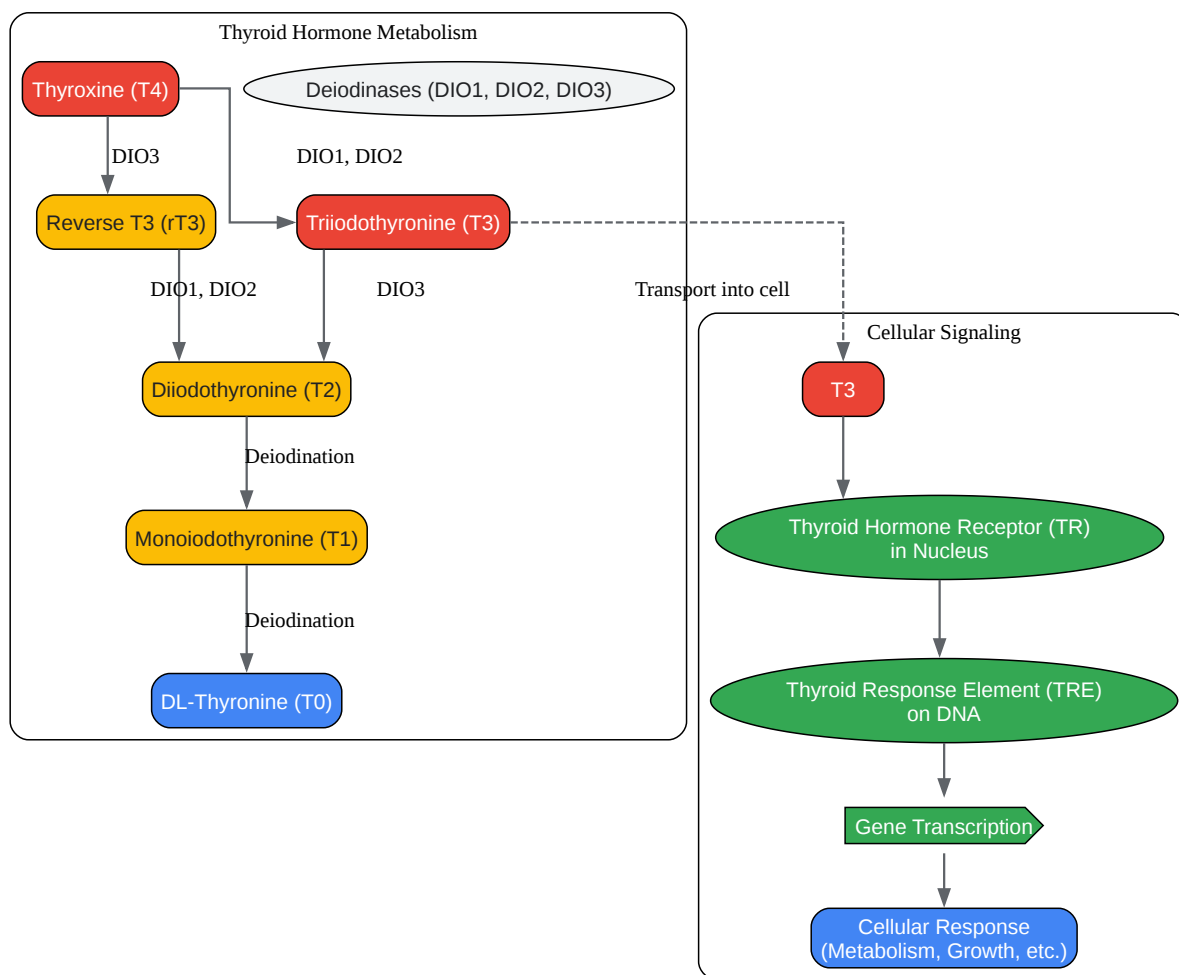 Thyroid Hormone Metabolism
Thyroxine (T4)
Deiodinases (DIO1, DIO2, DIO3)
DIO3
DIO1, DIO2
Reverse T3 (rT3)
Triiodothyronine (T3)
DIO1, DIO2
DIO3
Transport into cell
Diiodothyronine (T2)
Deiodination
Monoiodothyronine (T1)
Deiodination
DL-Thyronine (T0)
Cellular Signaling
T3
Thyroid Hormone Receptor (TR)
in Nucleus
Thyroid Response Element (TRE)
on DNA
Gene Transcription
Cellular Response
(Metabolism, Growth, etc.)